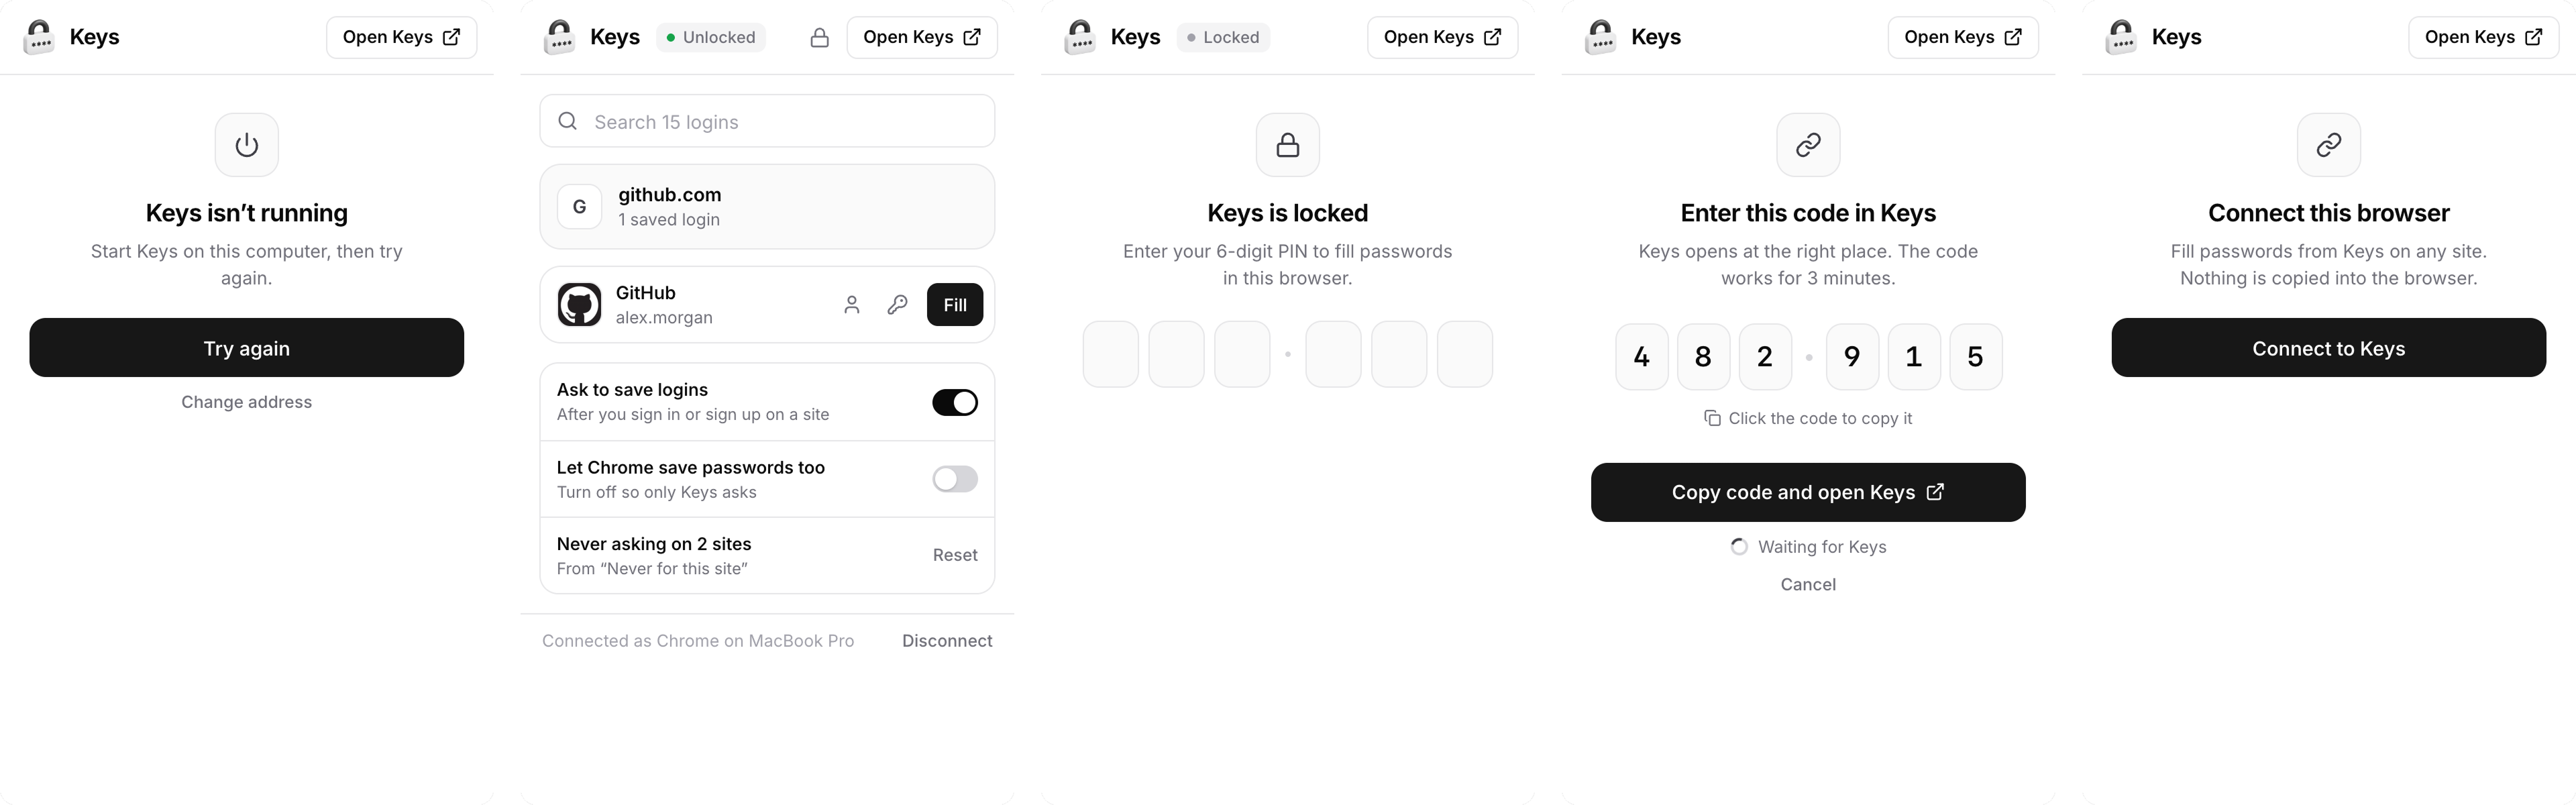 Keys
Open Keys
Keys isn’t running
Start Keys on this computer, then try
again.
Try again
Change address
Keys
Unlocked
Open Keys
Search 15 logins
G
github.com
1 saved login
GitHub
alex.morgan
Fill
Ask to save logins
After you sign in or sign up on a site
Let Chrome save passwords too
Turn off so only Keys asks
Never asking on 2 sites
From “Never for this site”
Reset
Connected as Chrome on MacBook Pro
Disconnect
Keys
Locked
Open Keys
Keys is locked
Enter your 6-digit PIN to fill passwords
in this browser.
Keys
Open Keys
Enter this code in Keys
Keys opens at the right place. The code
works for 3 minutes.
4 8 2 • 9 1 5
Click the code to copy it
Copy code and open Keys
Waiting for Keys
Cancel
Keys
Open Keys
Connect this browser
Fill passwords from Keys on any site.
Nothing is copied into the browser.
Connect to Keys